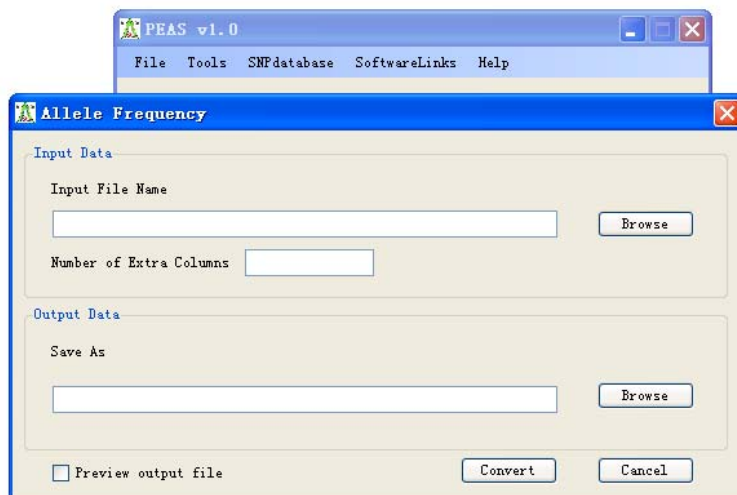 PEAS v1.0
File Tools SNPdatabase SoftwareLinks Help
Allele Frequency
Input Data
Input File Name
Browse
Number of Extra Columns
Output Data
Save As
Browse
Preview output file Convert Cancel